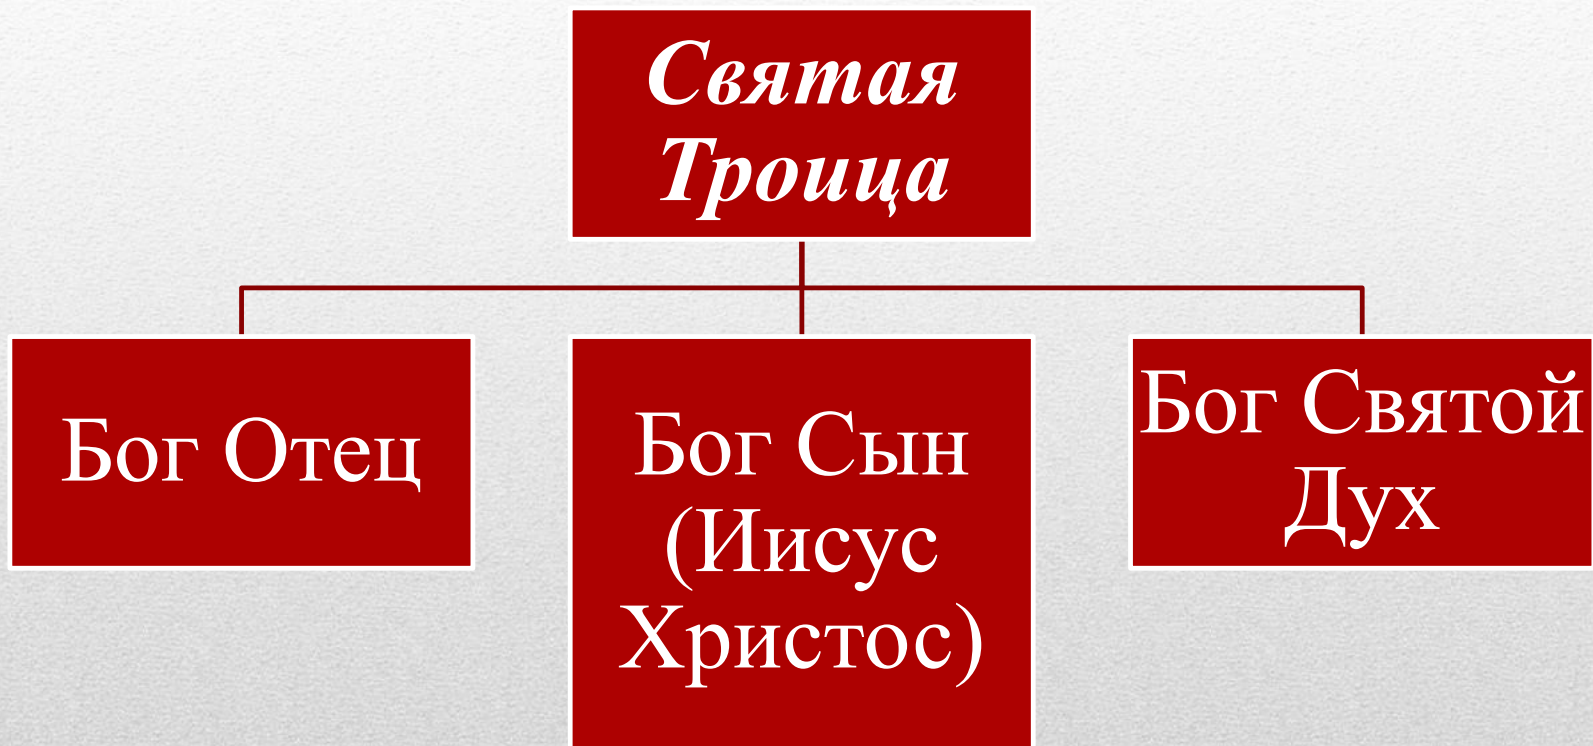 Святая
Троица
Бог Отец
Бог Сын
(Иисус
Христос)
Бог Святой
Дух